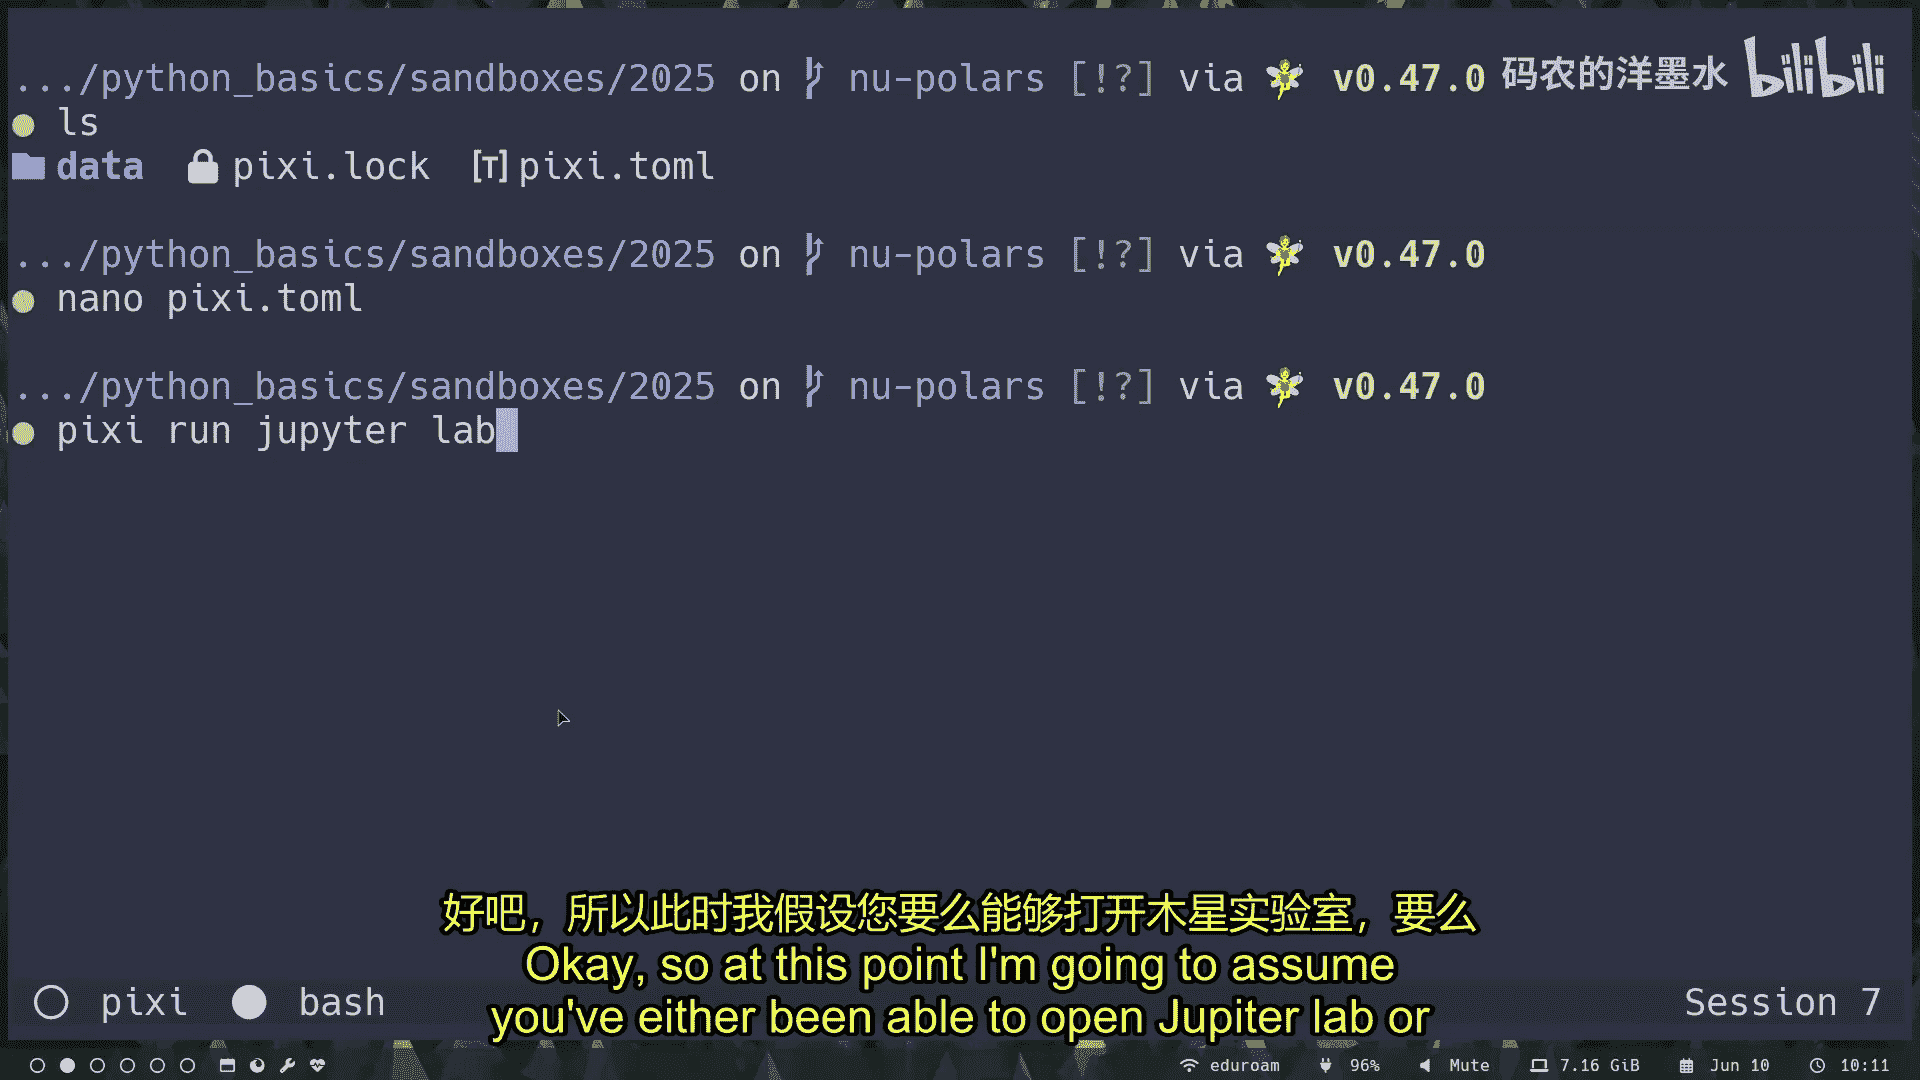 .../python_basics/sandboxes/2025 on nu-polars [!?] via v0.47.0 码农的洋墨水 bilibili
ls
data pixi.lock [T] pixi.toml
.../python_basics/sandboxes/2025 on nu-polars [!?] via v0.47.0
nano pixi.toml
.../python_basics/sandboxes/2025 on nu-polars [!?] via v0.47.0
pixi run jupyter lab
好吧，所以此时我假设您要么能够打开木星实验室，要么
Okay, so at this point I'm going to assume
you've either been able to open Jupiter lab or
pixi bash Session 7
eduroam 96% Mute 7.16 GiB Jun 10 10:11